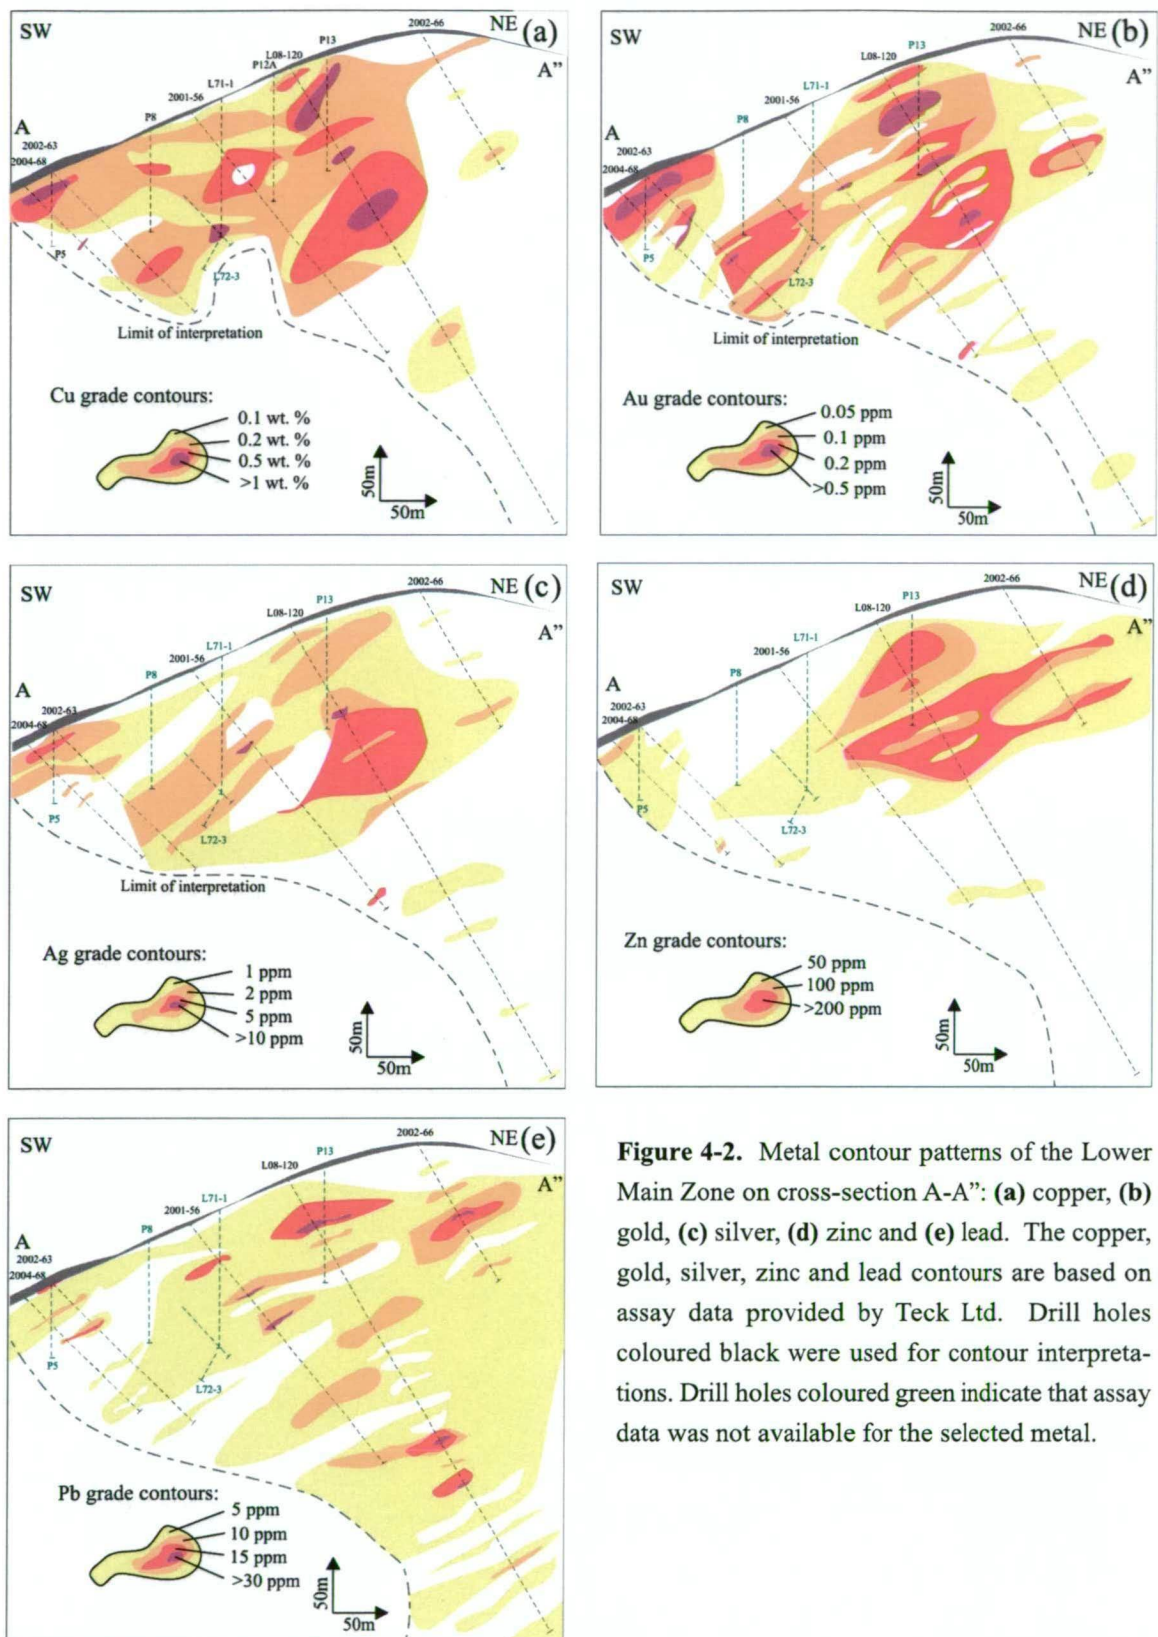 SW
NE (a)
2002-66
P13
L08-120
P12A
A”
L71-1
2001-56
P8
A
2002-63
2004-68
P5
L72-3
Limit of interpretation
Cu grade contours:
0.1 wt. %
0.2 wt. %
0.5 wt. %
>1 wt. %
50m
50m
SW
NE (b)
2002-66
P13
L08-120
A”
L71-1
2001-56
P8
A
2002-63
2004-68
P5
L72-3
Limit of interpretation
Au grade contours:
0.05 ppm
0.1 ppm
0.2 ppm
>0.5 ppm
50m
50m
SW
NE (c)
2002-66
P13
L08-120
A”
L71-1
2001-56
P8
A
2002-63
2004-68
P5
L72-3
Limit of interpretation
Ag grade contours:
1 ppm
2 ppm
5 ppm
>10 ppm
50m
50m
SW
NE (d)
2002-66
P13
L08-120
A”
L71-1
2001-56
P8
A
2002-63
2004-68
P5
L72-3
Zn grade contours:
50 ppm
100 ppm
>200 ppm
50m
50m
SW
NE (e)
2002-66
P13
L08-120
A”
L71-1
2001-56
P8
A
2002-63
2004-68
P5
L72-3
Pb grade contours:
5 ppm
10 ppm
15 ppm
>30 ppm
50m
50m
Figure 4-2. Metal contour patterns of the Lower
Main Zone on cross-section A-A”: (a) copper, (b)
gold, (c) silver, (d) zinc and (e) lead. The copper,
gold, silver, zinc and lead contours are based on
assay data provided by Teck Ltd. Drill holes
coloured black were used for contour interpreta-
tions. Drill holes coloured green indicate that assay
data was not available for the selected metal.